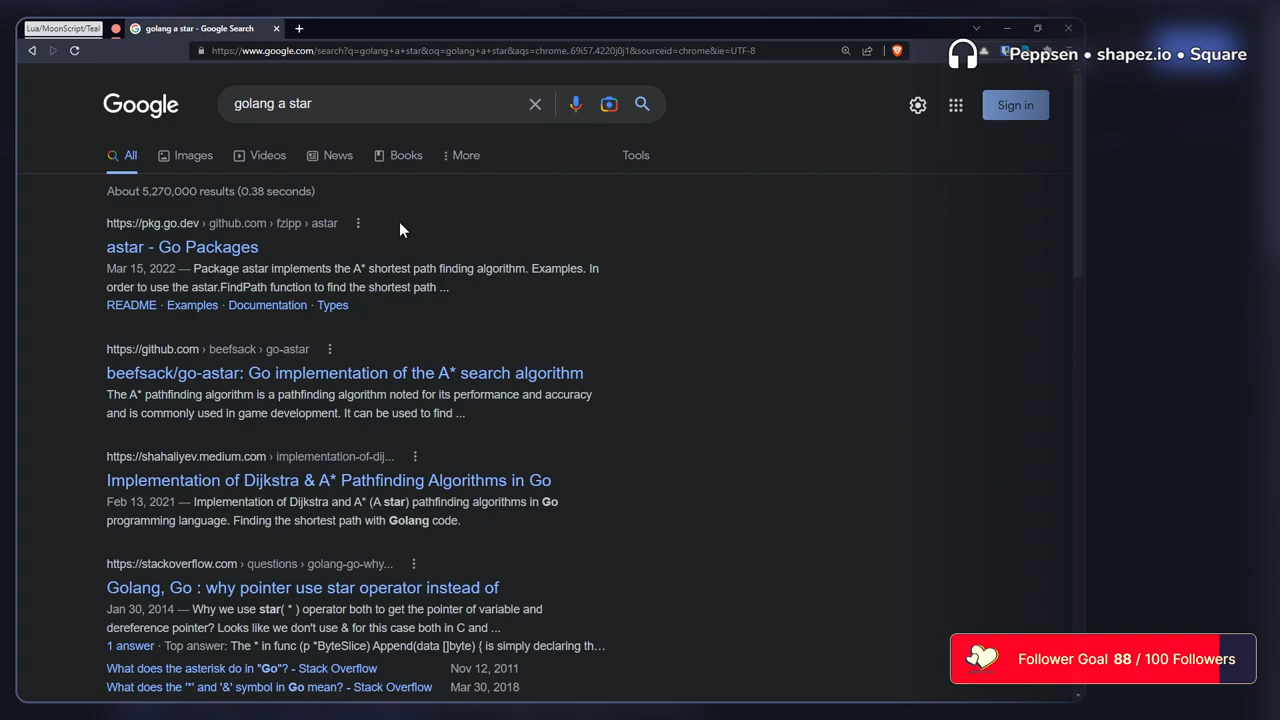 Lua/MoonScript/Teal
golang a star - Google Search
https://www.google.com/search?q=golang+a+star&oq=golang+a+star&aqs=chrome..69i57.4220j0j1&sourceid=chrome&ie=UTF-8
Peppsen • shapez.io • Square
Google
golang a star
Sign in
All
Images
Videos
News
Books
More
Tools
About 5,270,000 results (0.38 seconds)
https://pkg.go.dev › github.com › fzipp › astar
astar - Go Packages
Mar 15, 2022 — Package astar implements the A* shortest path finding algorithm. Examples. In
order to use the astar.FindPath function to find the shortest path ...
README · Examples · Documentation · Types
https://github.com › beefsack › go-astar
beefsack/go-astar: Go implementation of the A* search algorithm
The A* pathfinding algorithm is a pathfinding algorithm noted for its performance and accuracy
and is commonly used in game development. It can be used to find ...
https://shahaliyev.medium.com › implementation-of-dij...
Implementation of Dijkstra & A* Pathfinding Algorithms in Go
Feb 13, 2021 — Implementation of Dijkstra and A* (A star) pathfinding algorithms in Go
programming language. Finding the shortest path with Golang code.
https://stackoverflow.com › questions › golang-go-why...
Golang, Go : why pointer use star operator instead of
Jan 30, 2014 — Why we use star( * ) operator both to get the pointer of variable and
dereference pointer? Looks like we don't use & for this case both in C and ...
1 answer · Top answer: The * in func (p *ByteSlice) Append(data []byte) { is simply declaring th...
What does the asterisk do in "Go"? - Stack Overflow
Nov 12, 2011
What does the '*' and '&' symbol in Go mean? - Stack Overflow
Mar 30, 2018
Follower Goal 88 / 100 Followers